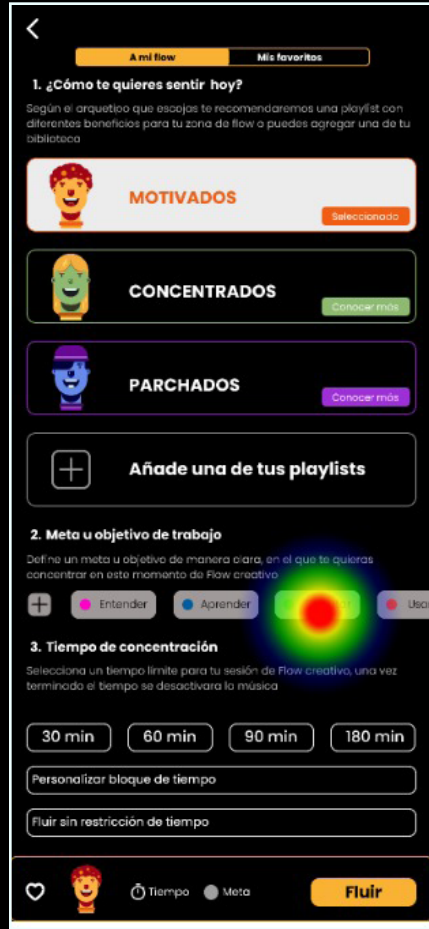 A mi flow
Mis favoritos
1. ¿Cómo te quieres sentir hoy?
Según el arquetipo que escojas te recomendaremos una playlist con
diferentes beneficios para tu zona de flow o puedes agregar una de tu
biblioteca
MOTIVADOS
Seleccionado
CONCENTRADOS
Conocer más
PARCHADOS
Conocer más
Añade una de tus playlists
2. Meta u objetivo de trabajo
Define un meta u objetivo de manera clara, en el que te quieras
concentrar en este momento de Flow creativo
Entender
Aprender
3. Tiempo de concentración
Selecciona un tiempo límite para tu sesión de Flow creativo, una vez
terminado el tiempo se desactivara la música
30 min
60 min
90 min
180 min
Personalizar bloque de tiempo
Fluir sin restricción de tiempo
Tiempo
Meta
Fluir